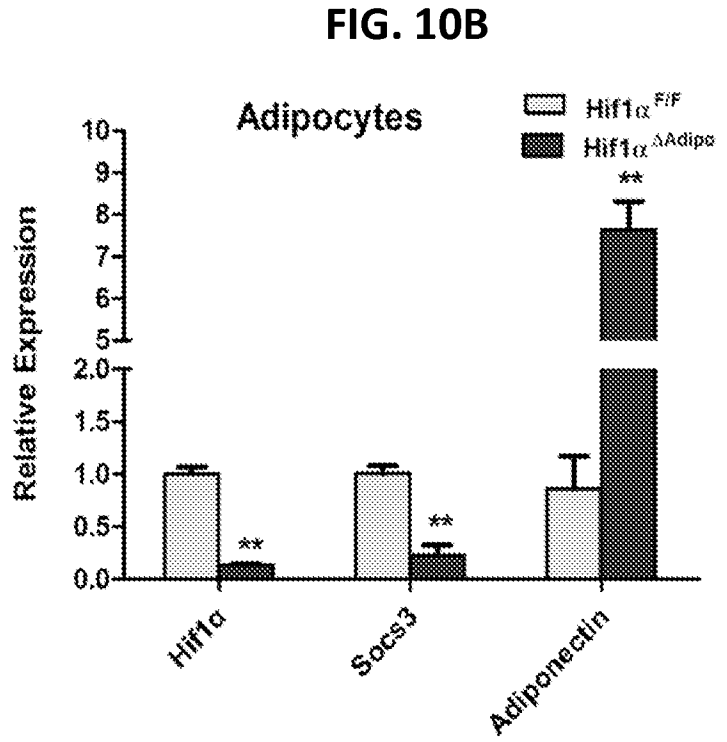 FIG. 10B
Adipocytes
Hif1α F/F
Hif1α ΔAdipo
Relative Expression
10
9
8
7
6
5
2.0
1.5
1.0
0.5
0.0
**
**
**
Hif1α
Socs3
Adiponectin